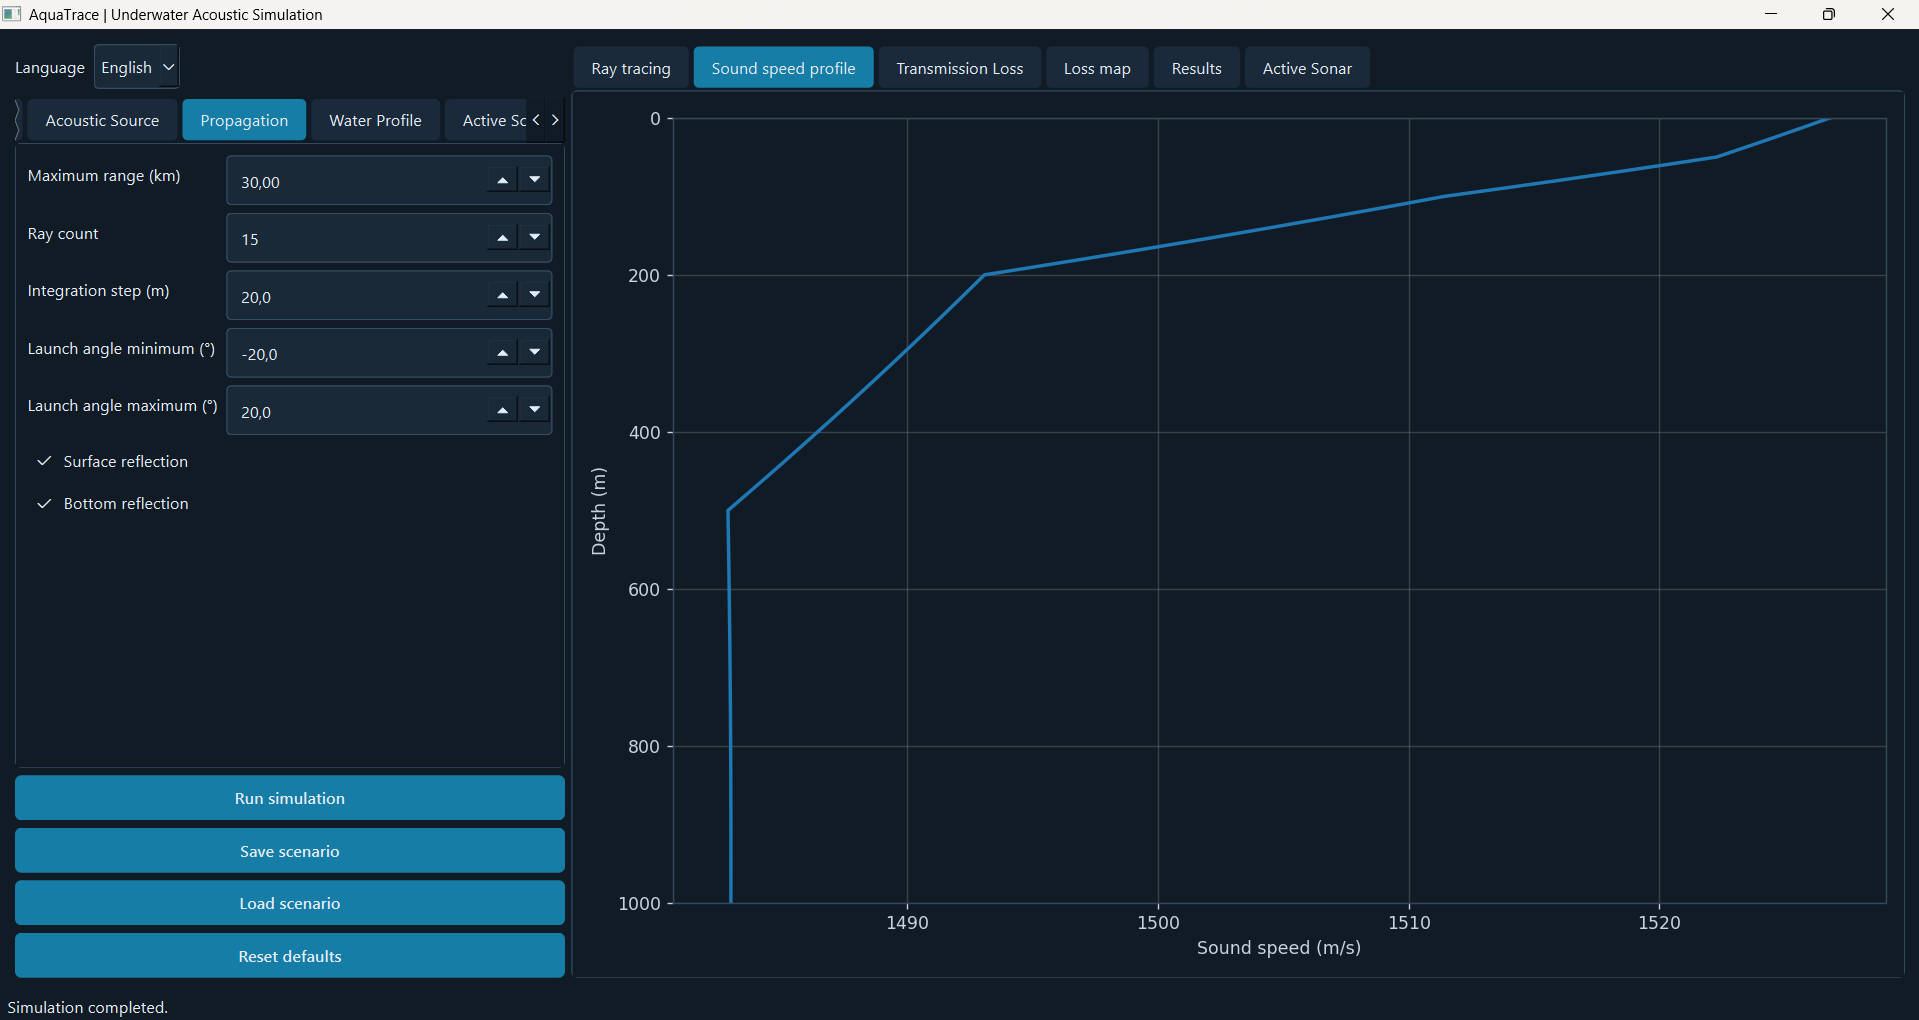 AquaTrace | Underwater Acoustic Simulation
Language English
Ray tracing Sound speed profile Transmission Loss Loss map Results Active Sonar
Acoustic Source Propagation Water Profile Active Sc
Maximum range (km) 30,00
Ray count 15
Integration step (m) 20,0
Launch angle minimum (°) -20,0
Launch angle maximum (°) 20,0
Surface reflection
Bottom reflection
Run simulation
Save scenario
Load scenario
Reset defaults
0
200
400
600
800
1000
Depth (m)
1490 1500 1510 1520
Sound speed (m/s)
Simulation completed.